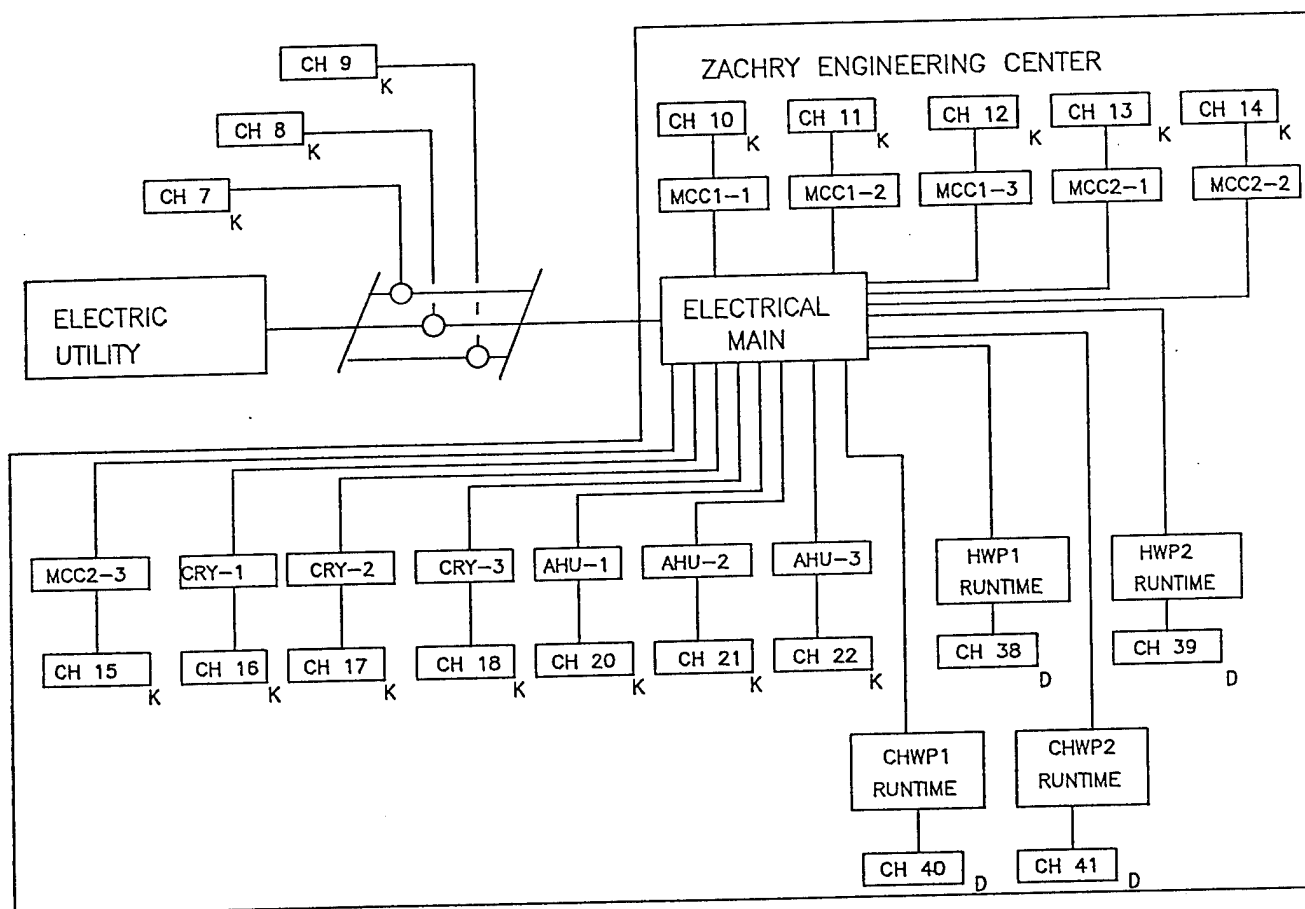 CH 9
K
ZACHRY ENGINEERING CENTER
CH 8
K
CH 7
K
CH 10
K
CH 11
K
CH 12
K
CH 13
K
CH 14
K
MCC1-1
MCC1-2
MCC1-3
MCC2-1
MCC2-2
ELECTRIC
UTILITY
ELECTRICAL
MAIN
MCC2-3
CRY-1
CRY-2
CRY-3
AHU-1
AHU-2
AHU-3
HWP1
RUNTIME
HWP2
RUNTIME
CH 15
K
CH 16
K
CH 17
K
CH 18
K
CH 20
K
CH 21
K
CH 22
K
CH 38
D
CH 39
D
CHWP1
RUNTIME
CHWP2
RUNTIME
CH 40
D
CH 41
D